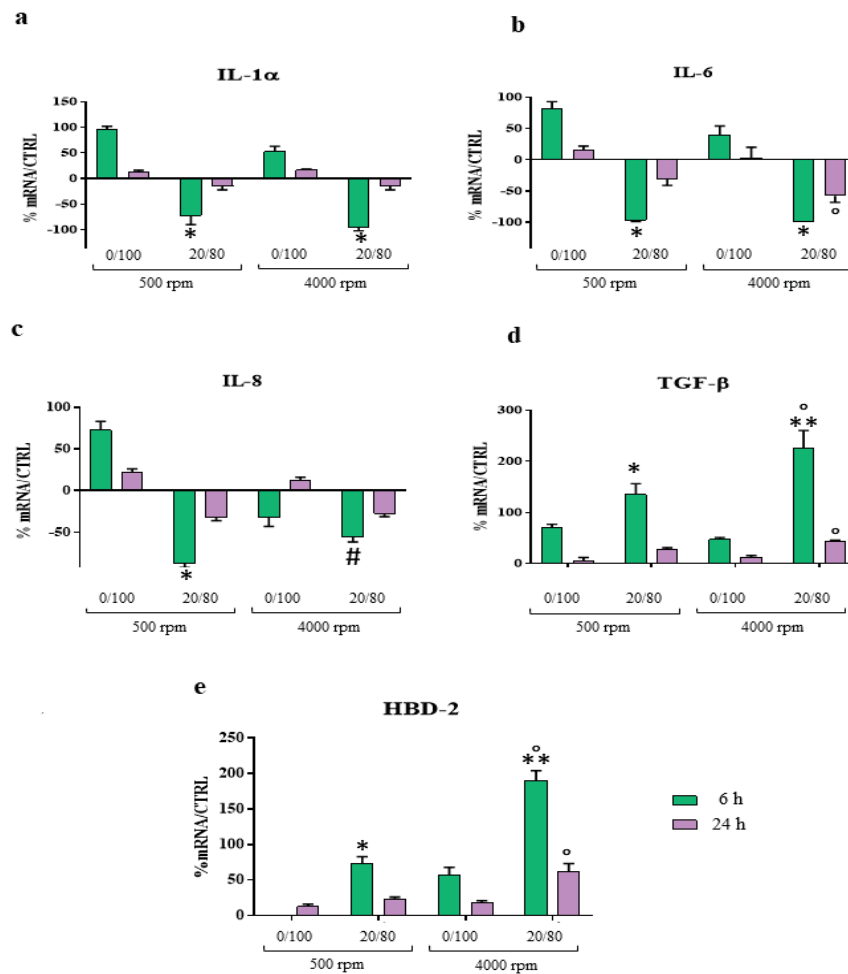 a
IL-1α
% mRNA/CTRL
150
100
50
0
-50
-100
*
*
0/100
20/80
0/100
20/80
500 rpm
4000 rpm
b
IL-6
% mRNA/CTRL
100
50
0
-50
-100
*
*
°
0/100
20/80
0/100
20/80
500 rpm
4000 rpm
c
IL-8
% mRNA/CTRL
100
50
0
-50
*
#
0/100
20/80
0/100
20/80
500 rpm
4000 rpm
d
TGF-β
% mRNA/CTRL
300
200
100
0
*
°
**
°
0/100
20/80
0/100
20/80
500 rpm
4000 rpm
e
HBD-2
%mRNA/CTRL
250
200
150
100
50
0
*
°
**
°
0/100
20/80
0/100
20/80
500 rpm
4000 rpm
6 h
24 h